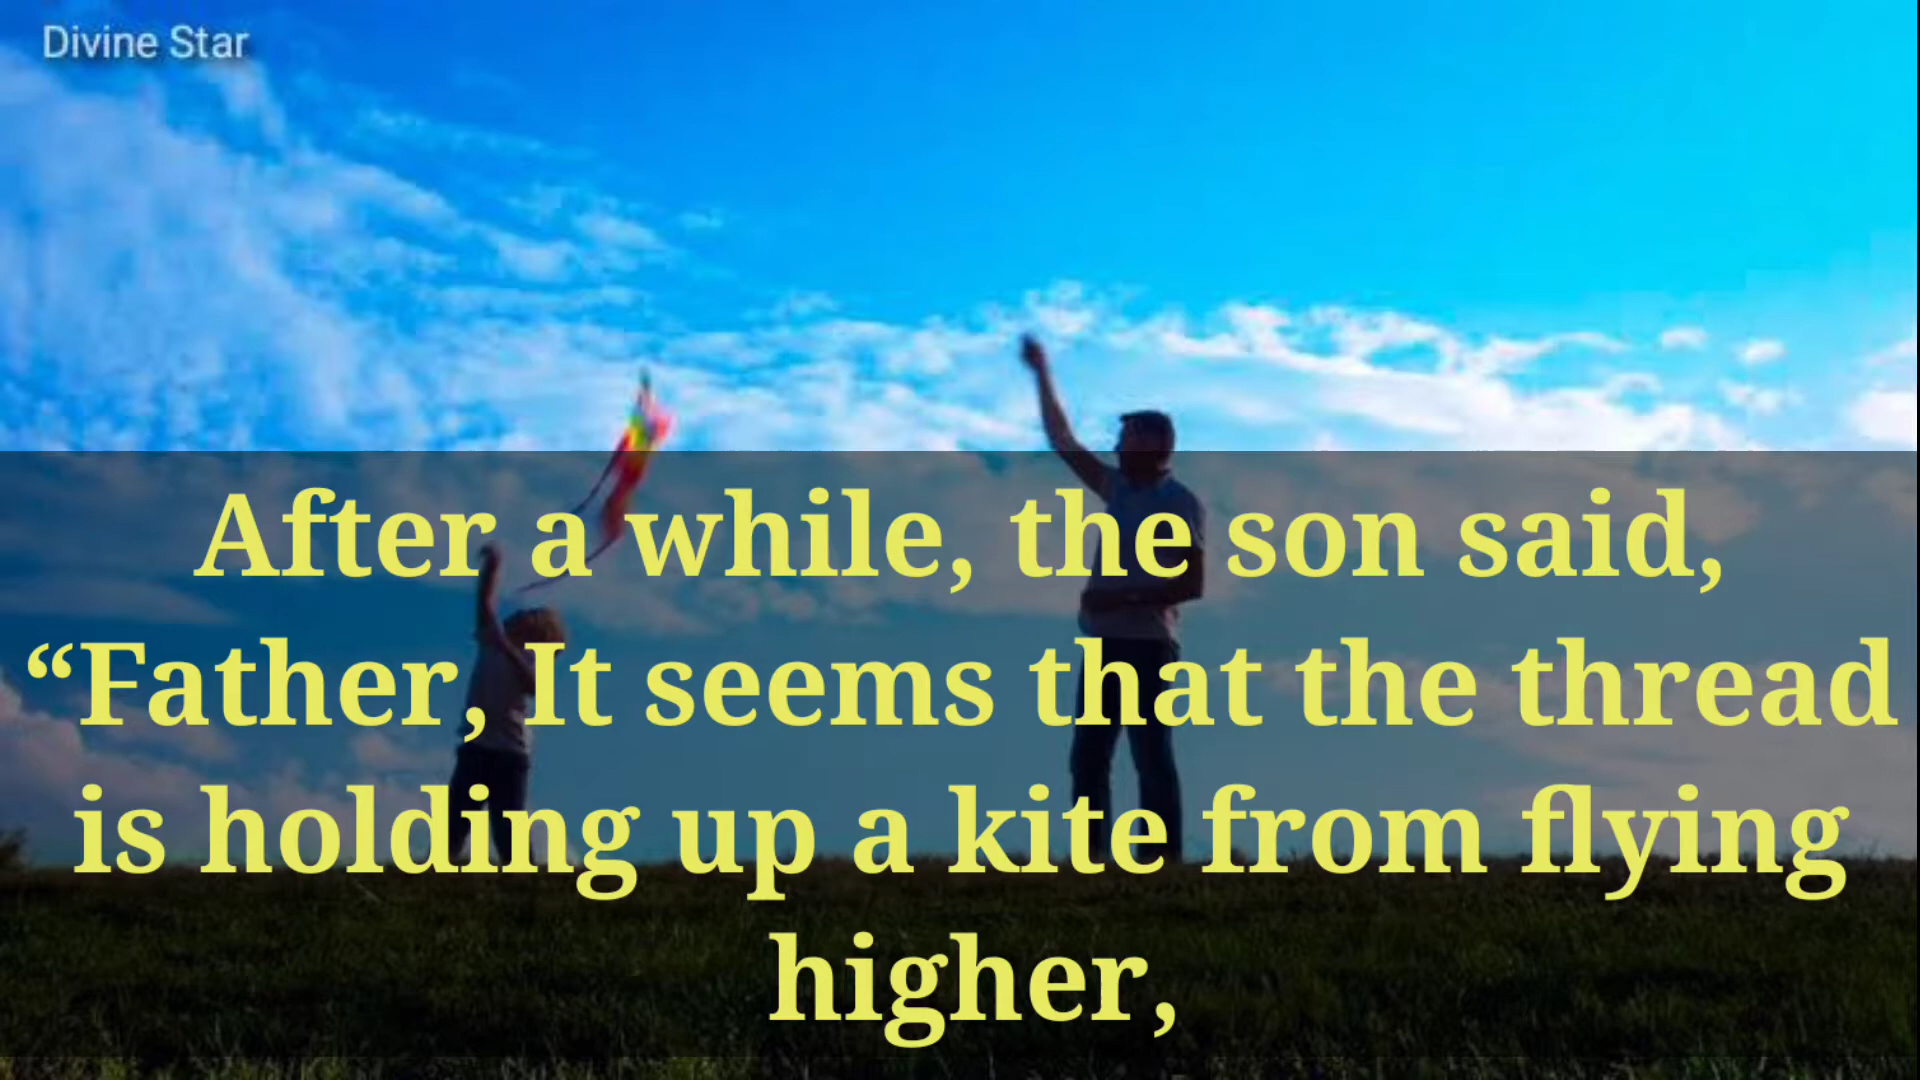 Divine Star
After a while, the son said,
“Father, It seems that the thread
is holding up a kite from flying
higher,